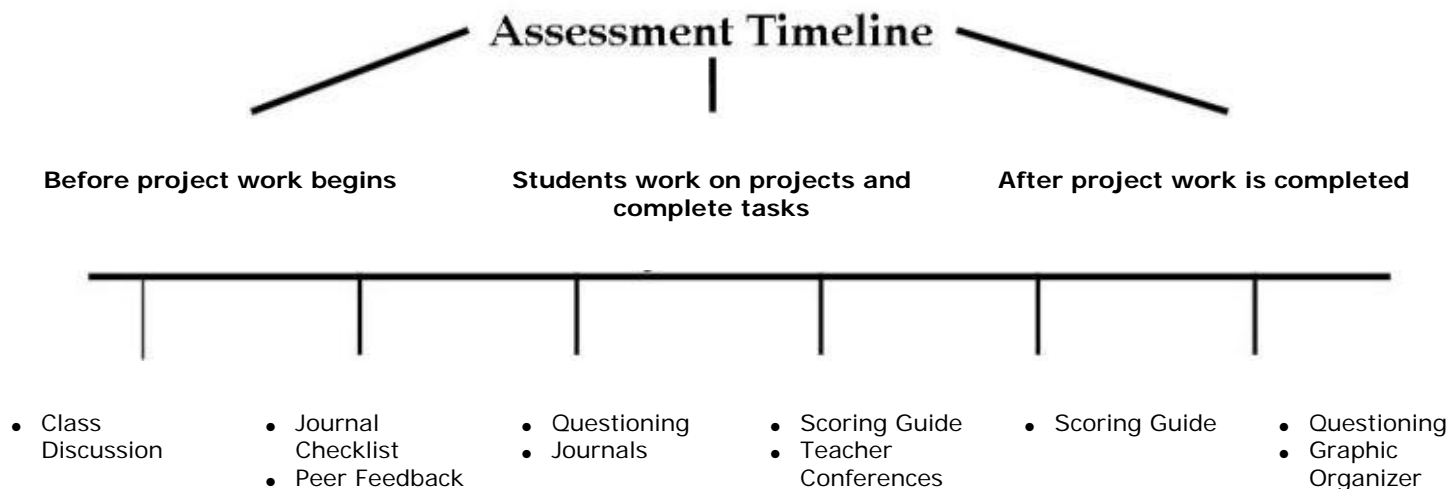 Assessment Timeline
Before project work begins
Students work on projects and
complete tasks
After project work is completed
• Class
Discussion
• Journal
Checklist
• Peer Feedback
• Questioning
• Journals
• Scoring Guide
• Teacher
Conferences
• Scoring Guide
• Questioning
• Graphic
Organizer